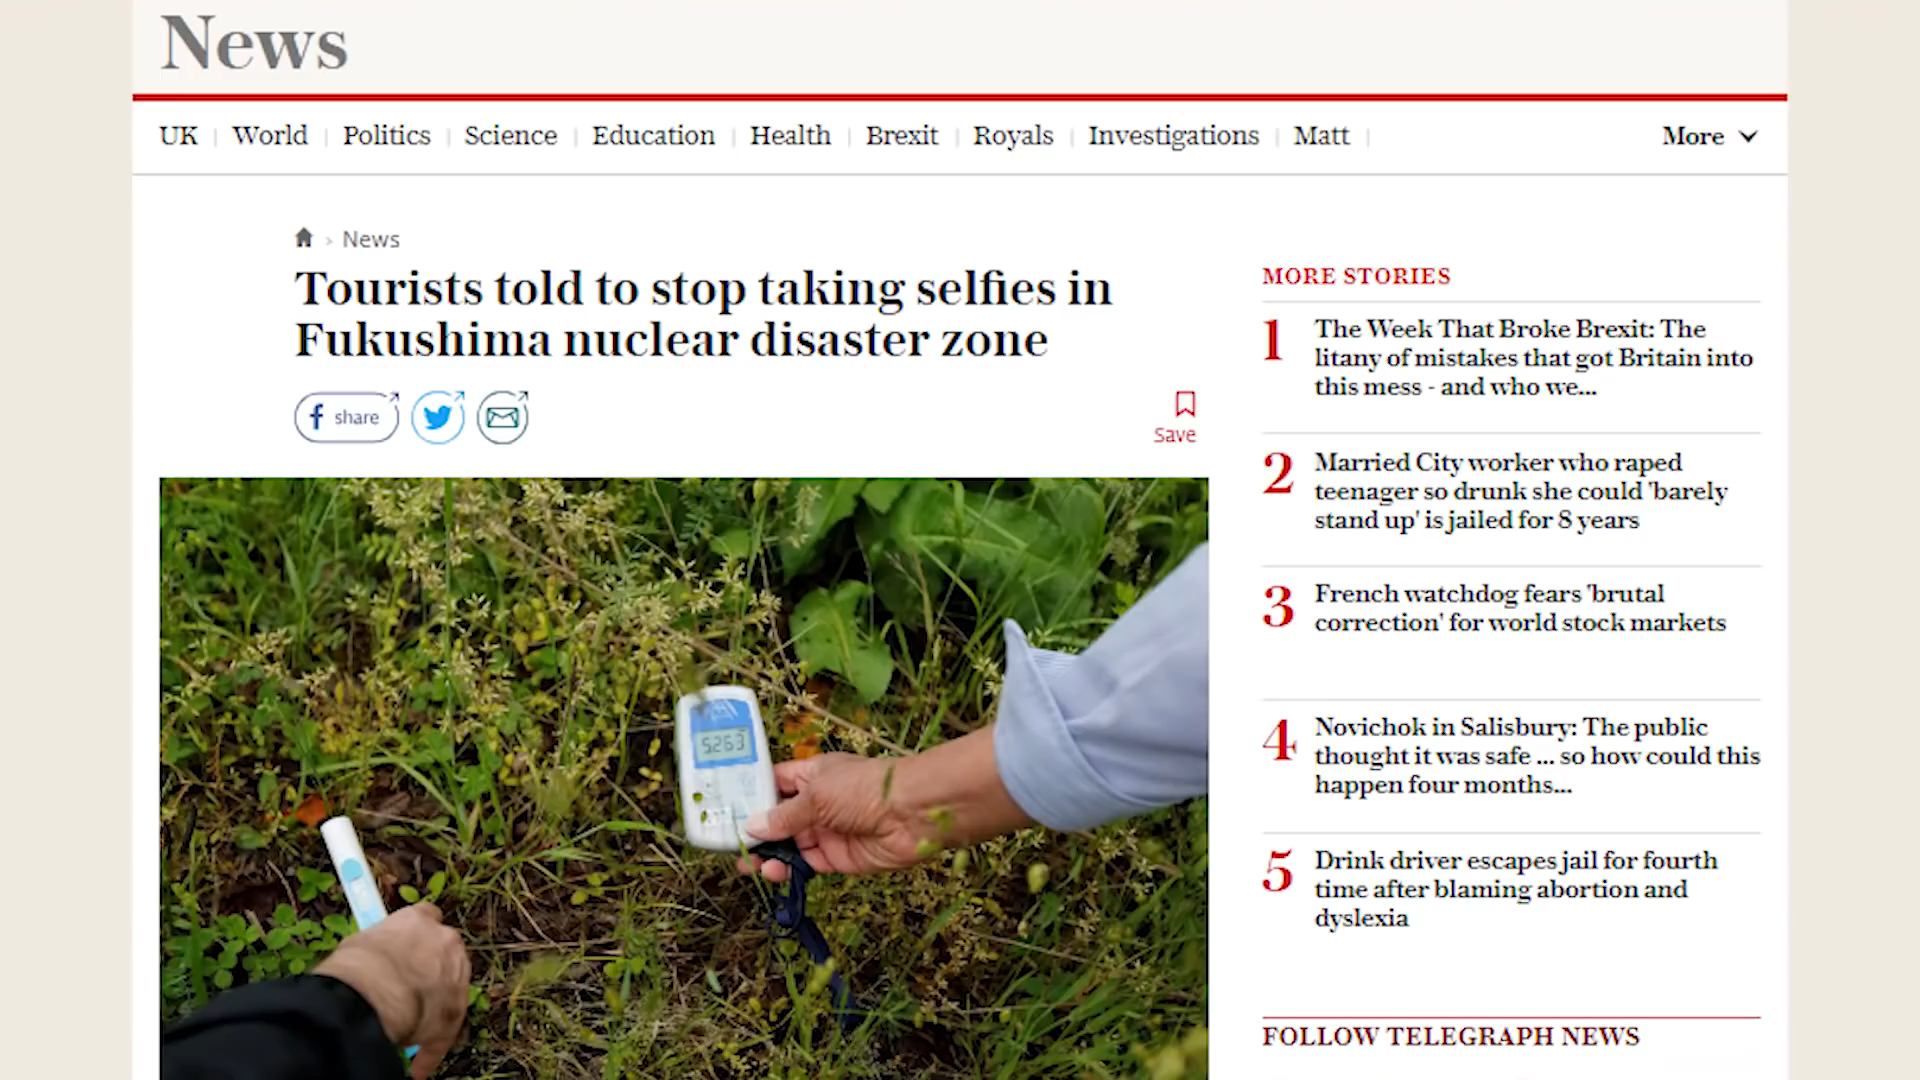 News
UK
World
Politics
Science
Education
Health
Brexit
Royals
Investigations
Matt
More
News
Tourists told to stop taking selfies in
Fukushima nuclear disaster zone
share
Save
5.263
MORE STORIES
1
The Week That Broke Brexit: The
litany of mistakes that got Britain into
this mess - and who we...
2
Married City worker who raped
teenager so drunk she could 'barely
stand up' is jailed for 8 years
3
French watchdog fears 'brutal
correction' for world stock markets
4
Novichok in Salisbury: The public
thought it was safe ... so how could this
happen four months...
5
Drink driver escapes jail for fourth
time after blaming abortion and
dyslexia
FOLLOW TELEGRAPH NEWS